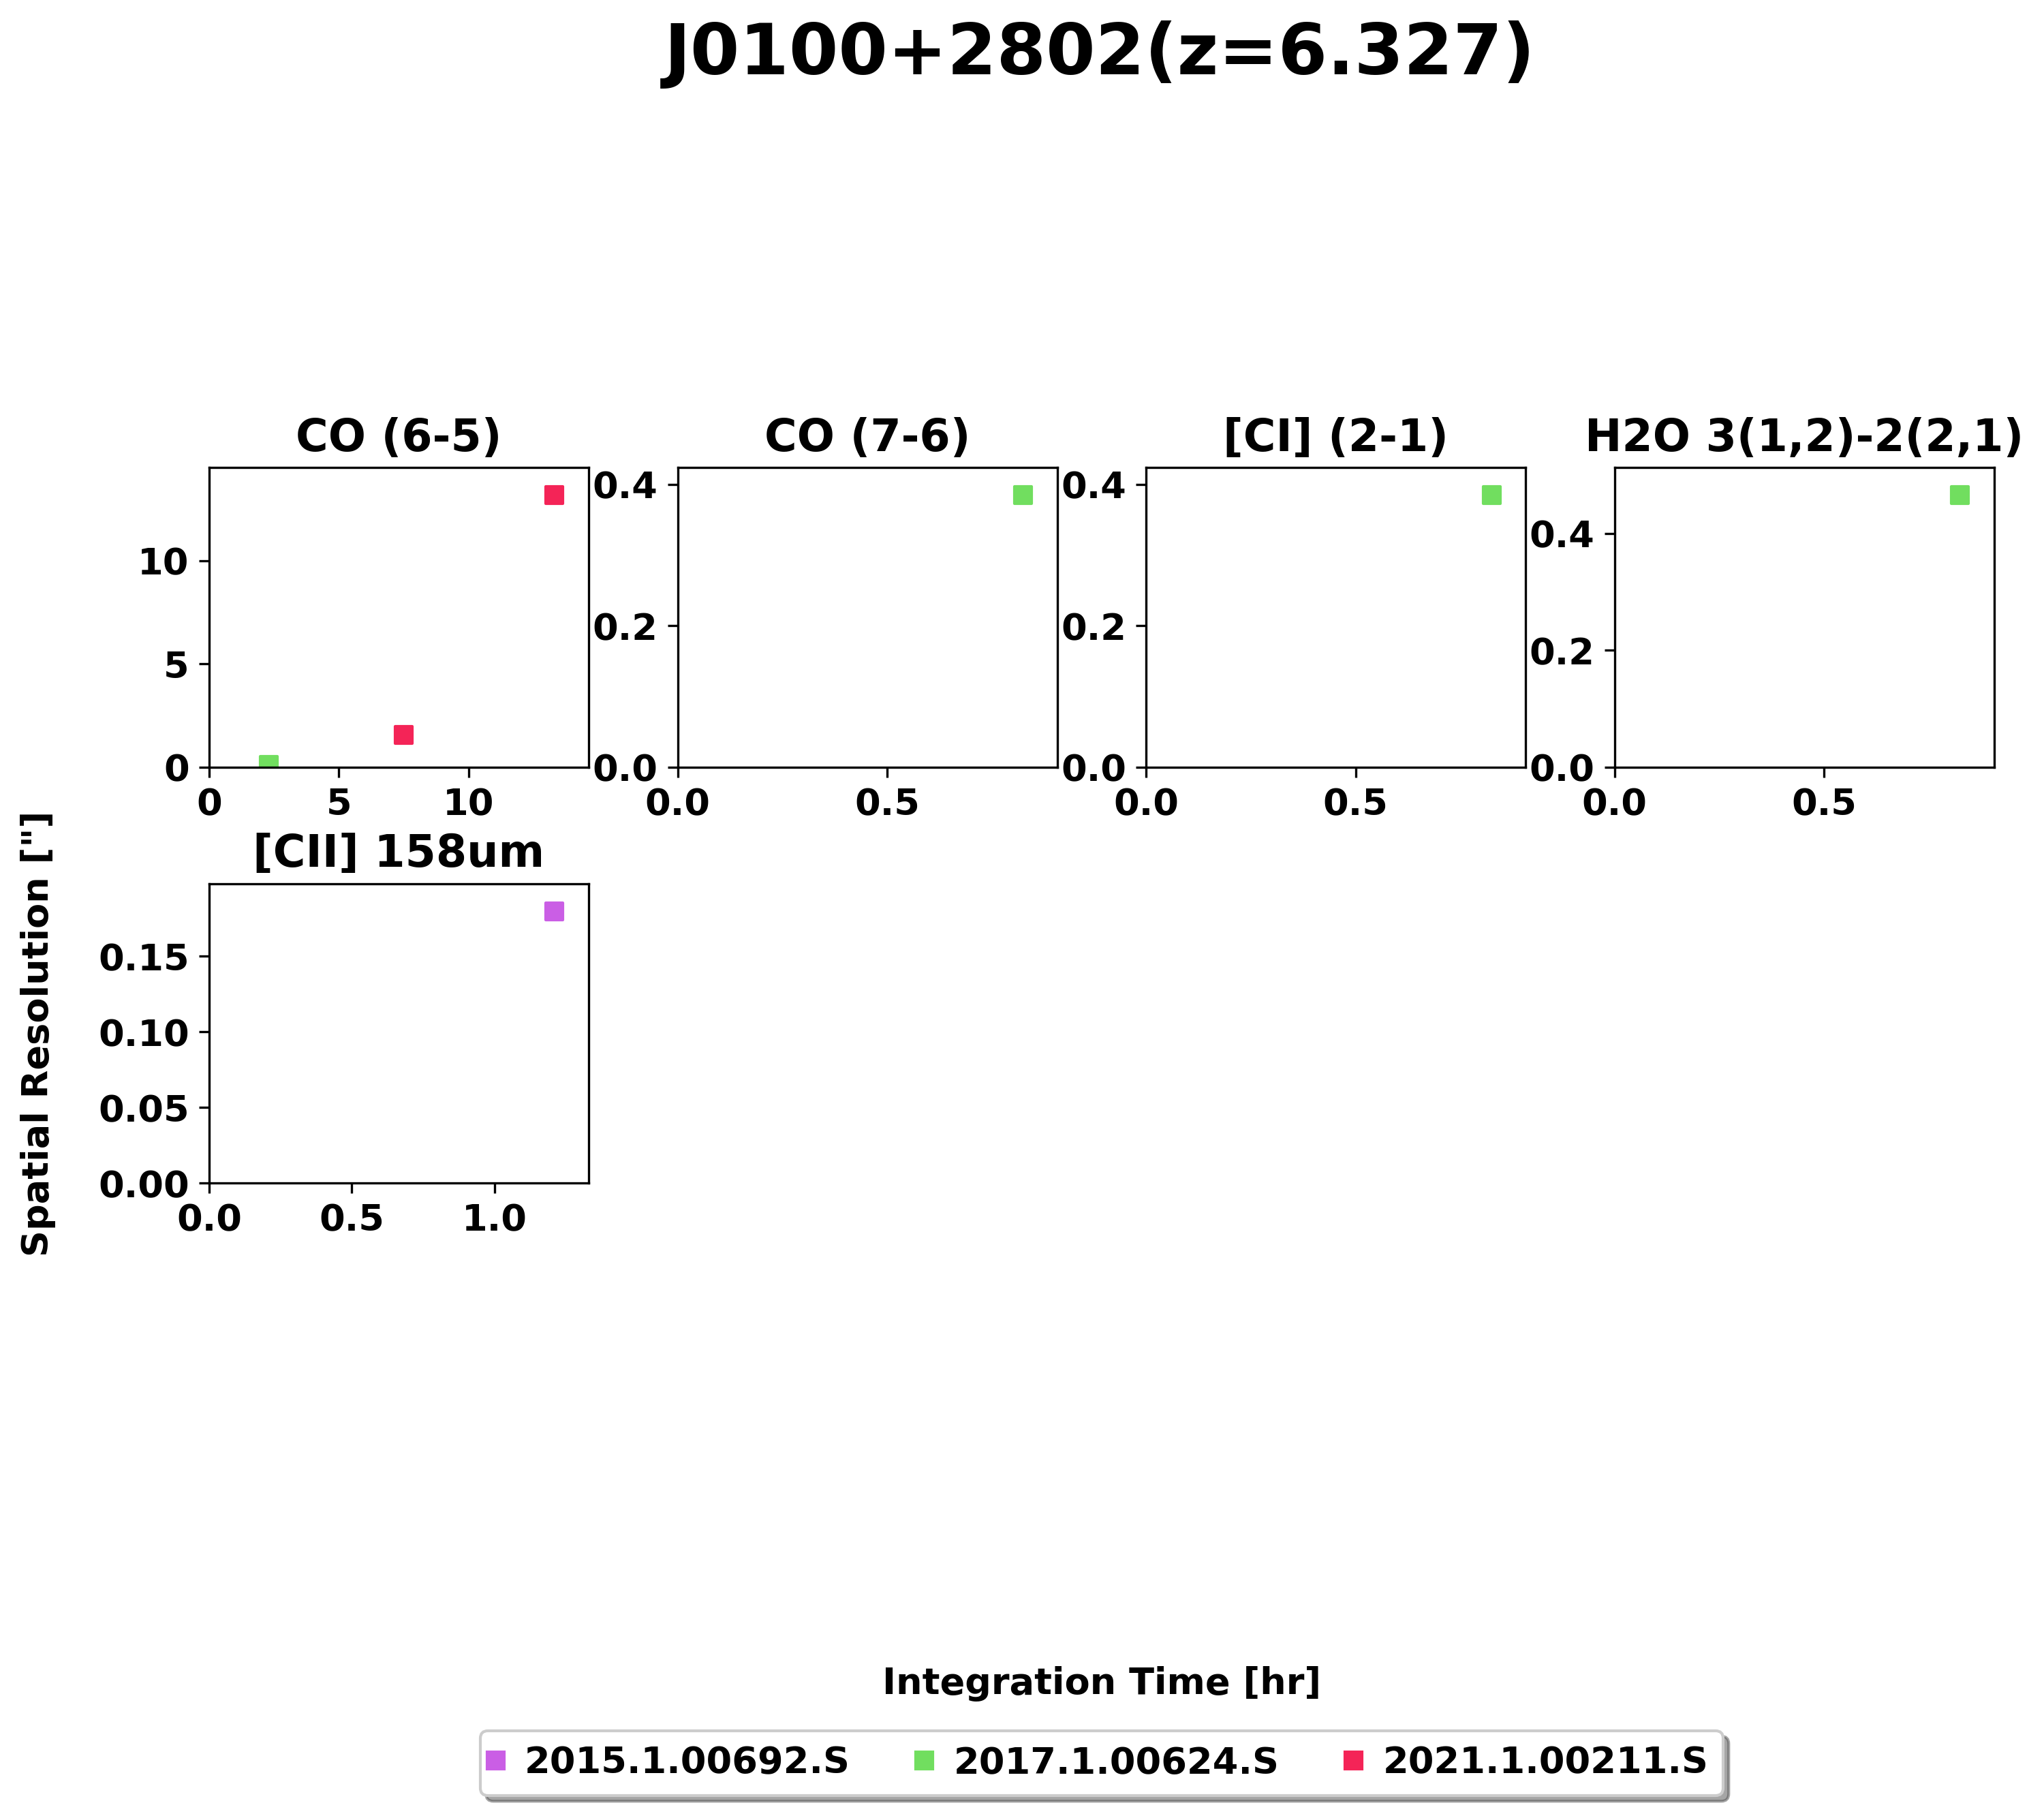 J0100+2802(z=6.327)
CO (6-5)
CO (7-6)
[CI] (2-1)
H2O 3(1,2)-2(2,1)
10
5
0
0 5 10
0.4
0.2
0.0
0.0 0.5
0.4
0.2
0.0
0.0 0.5
0.4
0.2
0.0
0.0 0.5
Spatial Resolution ["]
[CII] 158um
0.15
0.10
0.05
0.00
0.0 0.5 1.0
Integration Time [hr]
2015.1.00692.S 2017.1.00624.S 2021.1.00211.S